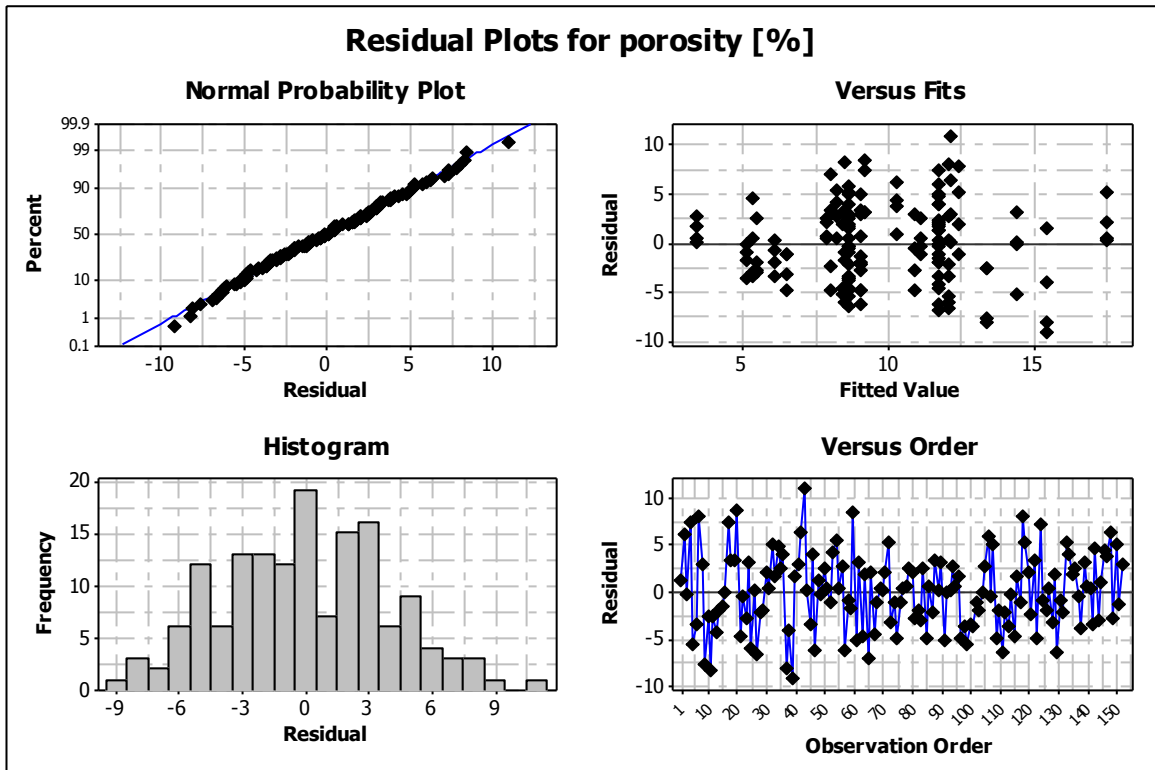 Residual Plots for porosity [%]
Normal Probability Plot
Percent
99.9
99
90
50
10
1
0.1
-10 -5 0 5 10
Residual
Versus Fits
Residual
10
5
0
-5
-10
5 10 15
Fitted Value
Histogram
Frequency
20
15
10
5
0
-9 -6 -3 0 3 6 9
Residual
Versus Order
Residual
10
5
0
-5
-10
1 10 20 30 40 50 60 70 80 90 100 110 120 130 140 150
Observation Order